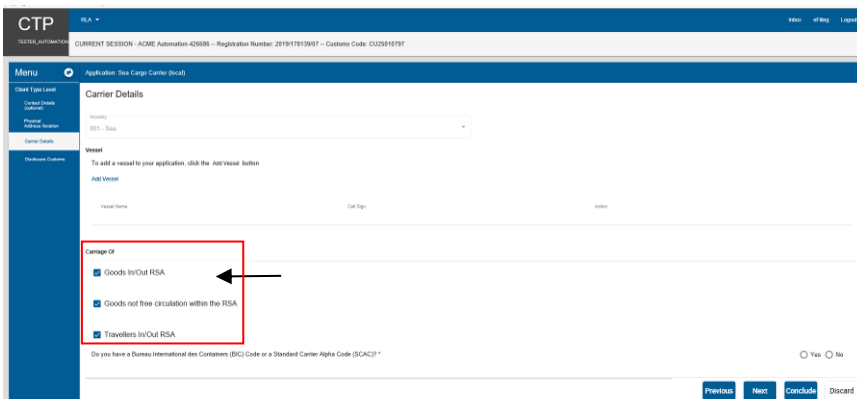 CTP
RLA
Inbox eFiling Logout
TESTER_AUTOMATION
CURRENT SESSION - ACME Automation-426686 -- Registration Number: 2019/179139/07 -- Customs Code: CU25010797
Menu
Application: Sea Cargo Carrier (local)
Client Type Level
Contact Details
(optional)
Physical
Address /location
Carrier Details
Disclosure Customs
Carrier Details
Modality
001 - Sea
Vessel
To add a vessel to your application, click the Add Vessel button
Add Vessel
Vessel Name Call Sign Action
Carriage Of
Goods In/Out RSA
Goods not free circulation within the RSA
Travellers In/Out RSA
Do you have a Bureau International des Containers (BIC) Code or a Standard Carrier Alpha Code (SCAC)? *
Yes No
Previous Next Conclude Discard